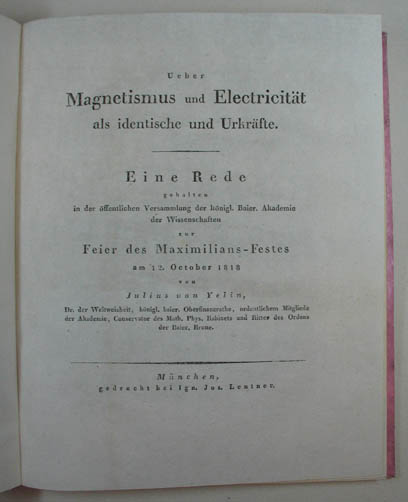 Ueber
Magnetismus und Electricität
als identische und Urkräfte.
Eine Rede
gehalten
in der öffentlichen Versammlung der königl. Baier. Akademie
der Wissenschaften
zur
Feier des Maximilians-Festes
am 12. October 1818
von
Julius von Yelin,
Dr. der Weltweisheit, königl. baier. Oberfinanzrathe, ordentlichem Mitgliede
der Akademie, Conservator des Math. Phys. Kabinets und Ritter des Ordens
der Baier. Krone.
München,
gedruckt bei Ign. Jos. Lentner.